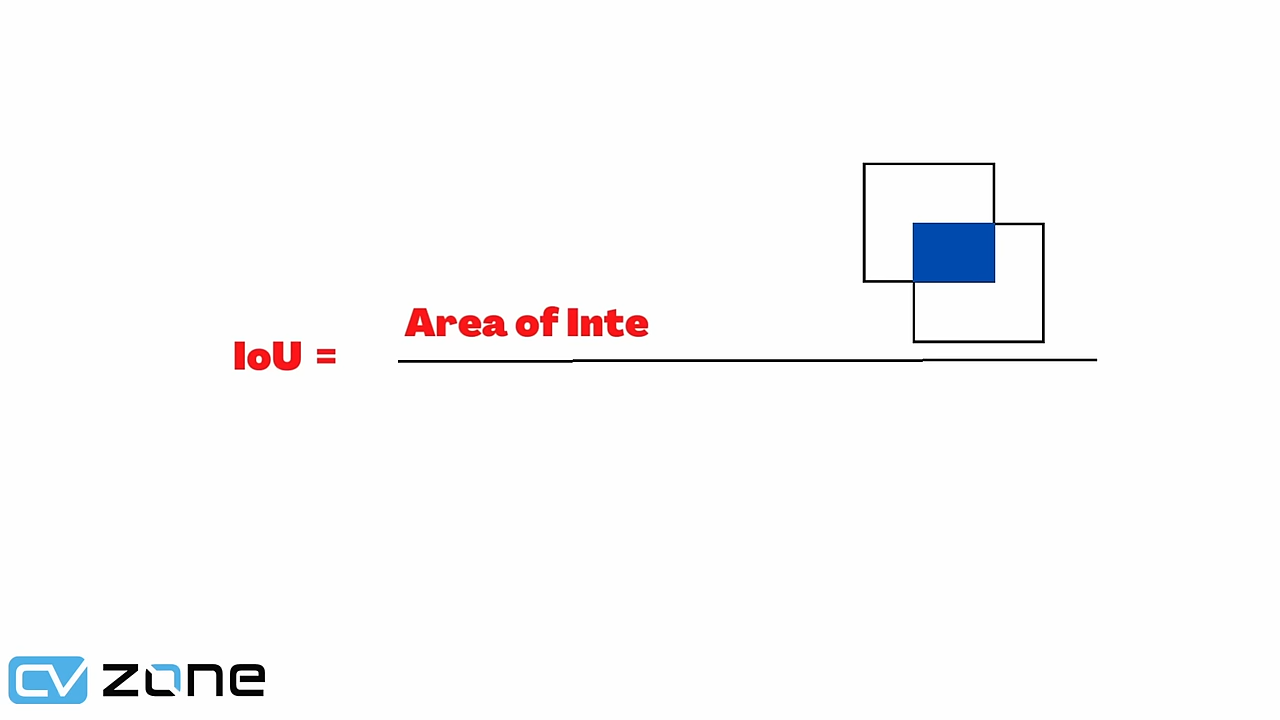 Area of Inte
IoU =
CV zone